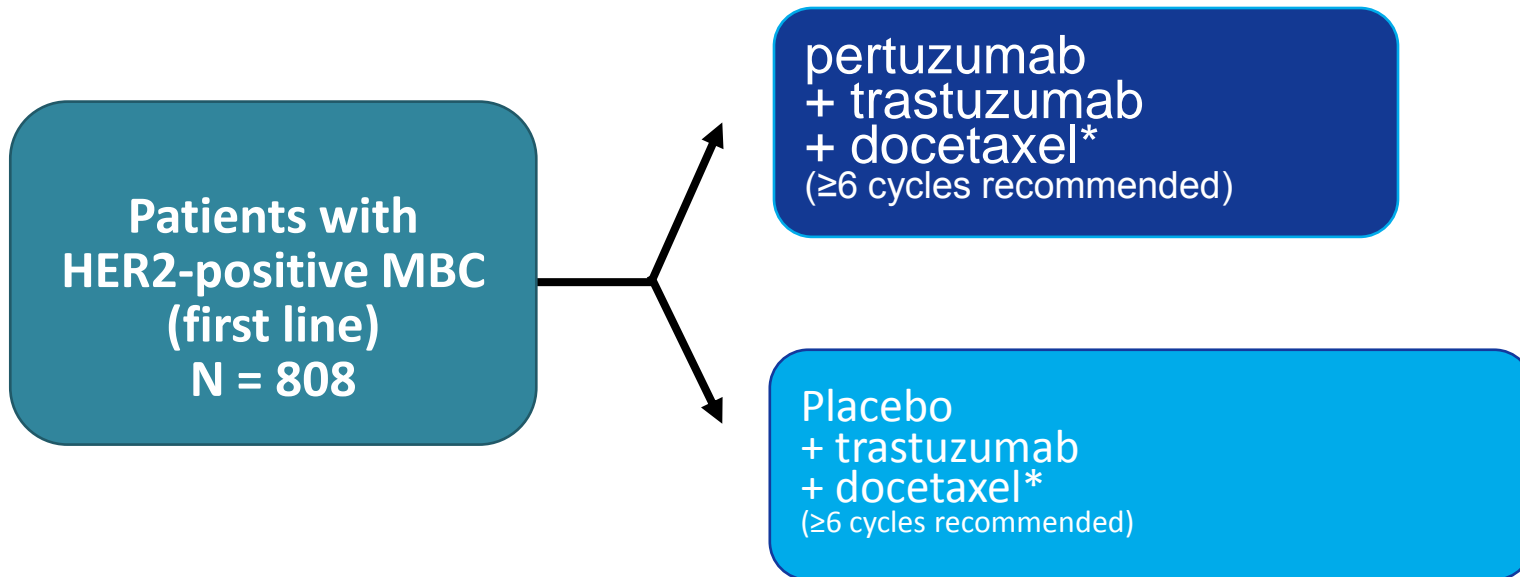 Patients with
HER2-positive MBC
(first line)
N = 808
pertuzumab
+ trastuzumab
+ docetaxel*
(≥6 cycles recommended)
Placebo
+ trastuzumab
+ docetaxel*
(≥6 cycles recommended)